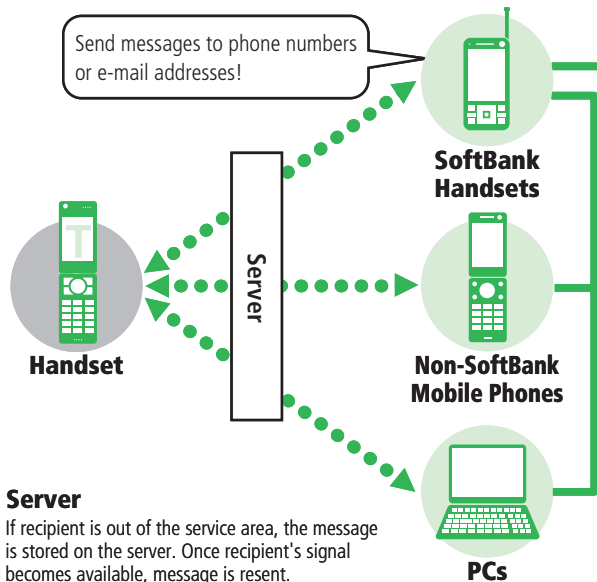 Send messages to phone numbers
or e-mail addresses!
SoftBank
Handsets
Server
T
Handset
Non-SoftBank
Mobile Phones
Server
If recipient is out of the service area, the message
is stored on the server. Once recipient's signal
becomes available, message is resent.
PCs